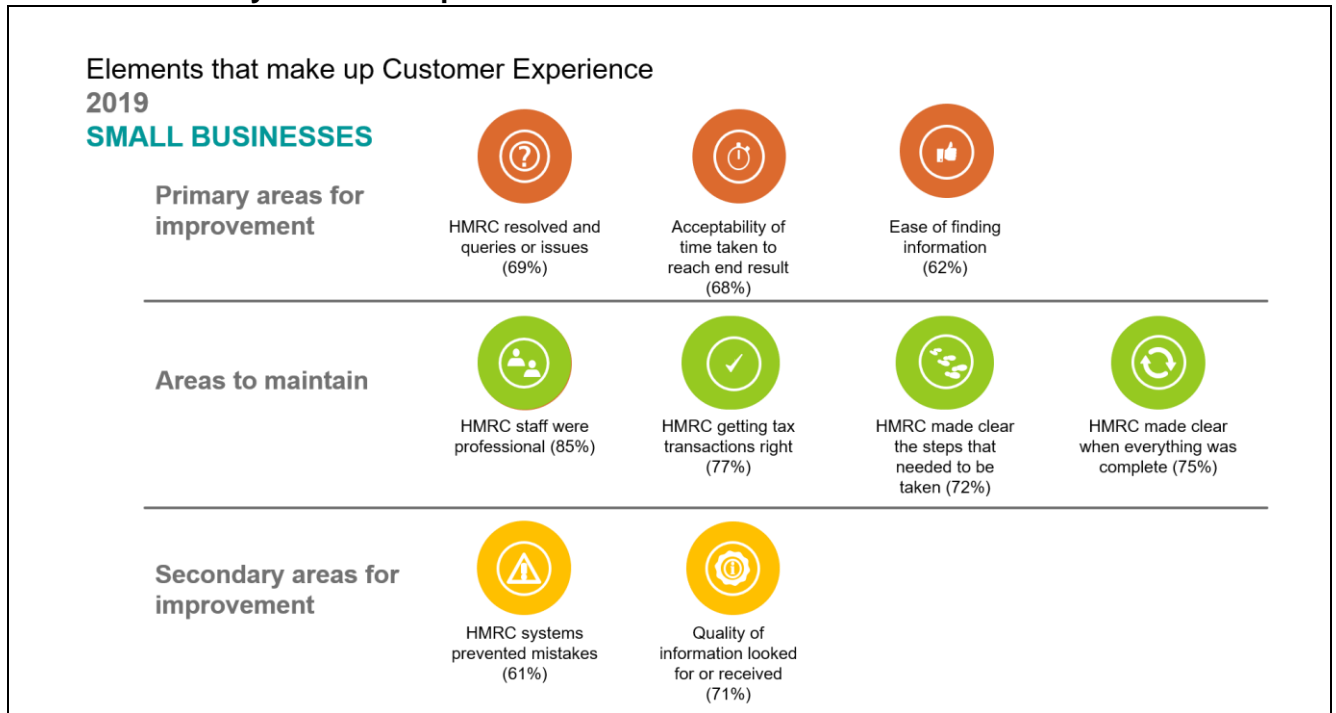 Elements that make up Customer Experience
2019
SMALL BUSINESSES
Primary areas for
improvement
HMRC resolved and
queries or issues
(69%)
Acceptability of
time taken to
reach end result
(68%)
Ease of finding
information
(62%)
Areas to maintain
HMRC staff were
professional (85%)
HMRC getting tax
transactions right
(77%)
HMRC made clear
the steps that
needed to be
taken (72%)
HMRC made clear
when everything was
complete (75%)
Secondary areas for
improvement
HMRC systems
prevented mistakes
(61%)
Quality of
information looked
for or received
(71%)